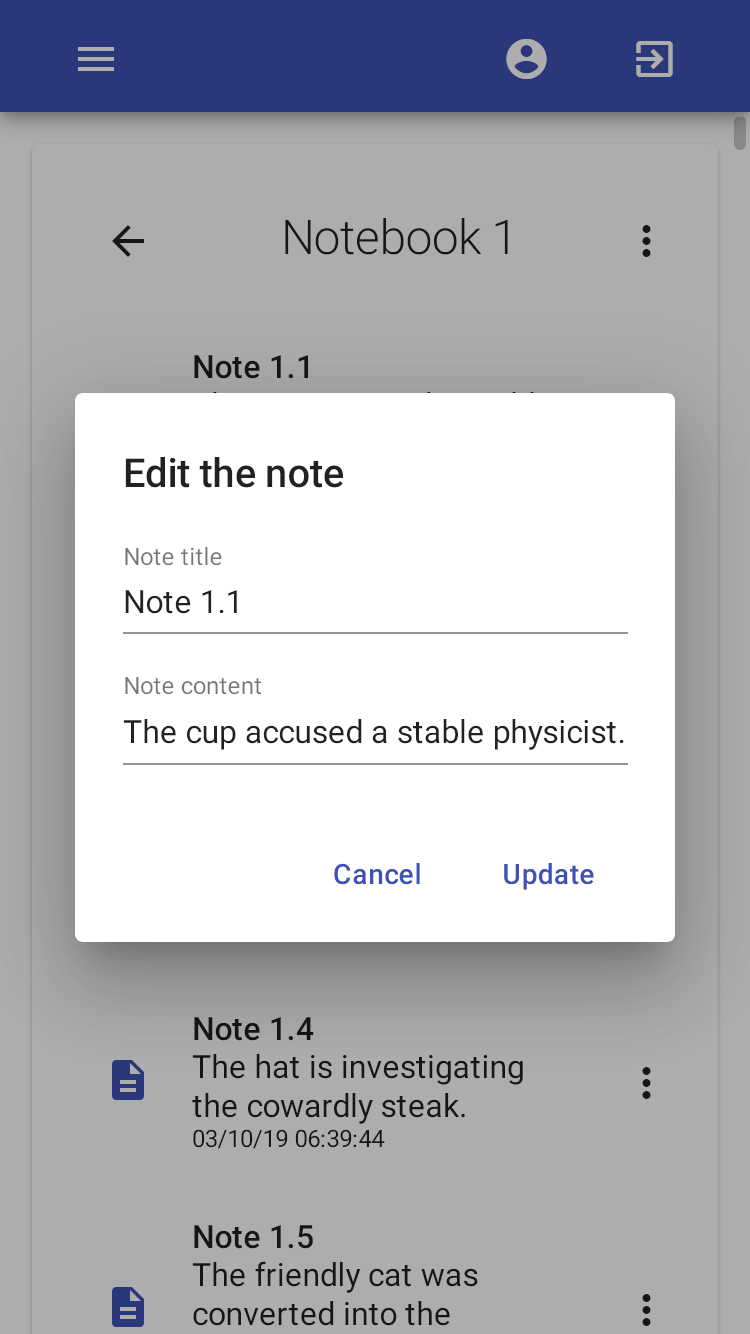 Notebook 1
Note 1.1
Edit the note
Note title
Note 1.1
Note content
The cup accused a stable physicist.
Cancel
Update
Note 1.4
The hat is investigating
the cowardly steak.
03/10/19 06:39:44
Note 1.5
The friendly cat was
converted into the